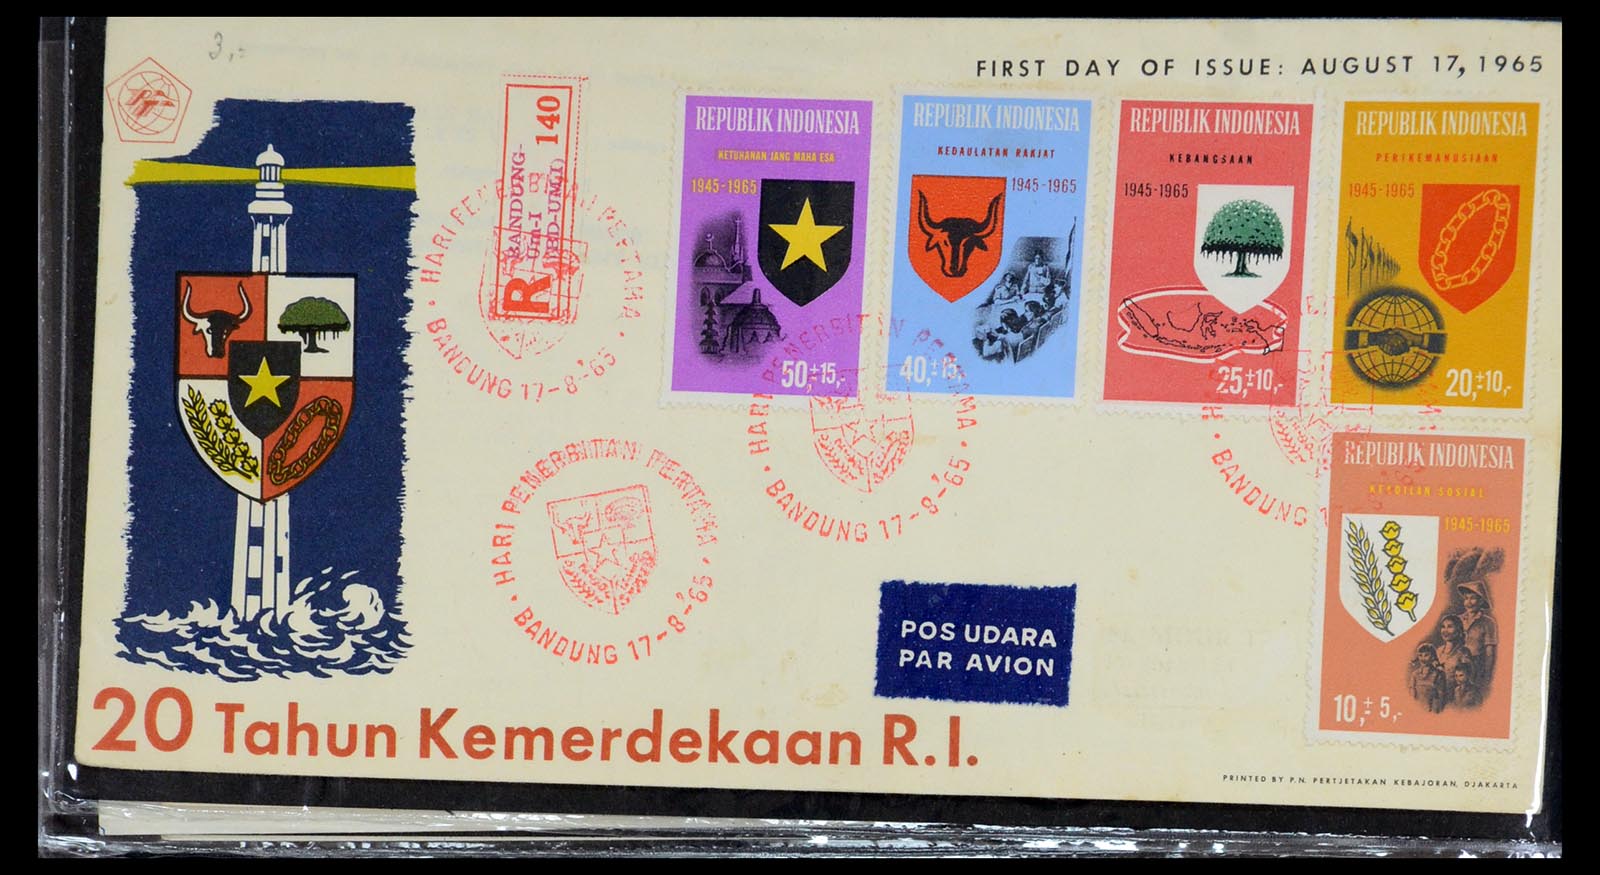 3,=
FIRST DAY OF ISSUE: AUGUST 17, 1965
R
BANDUNG-
Um-I
(BD-UM.I)
140
HARI PENERBITAN PERTAMA
BANDUNG 17-8-'65
REPUBLIK INDONESIA
KETUHANAN JANG MAHA ESA
1945-1965
50,±15,-
REPUBLIK INDONESIA
KEDAULATAN RAKJAT
1945-1965
40,±15,-
REPUBLIK INDONESIA
KEBANGSAAN
1945-1965
25,±10,-
REPUBLIK INDONESIA
PERIKEMANUSIAAN
1945-1965
20,±10,-
HARI PENERBITAN PERTAMA
BANDUNG 17-8-'65
HARI PENERBITAN PERTAMA
BANDUNG 17-8-'65
BANDUNG
REPUBLIK INDONESIA
KEADILAN SOSIAL
1945-1965
10,± 5,-
POS UDARA
PAR AVION
20 Tahun Kemerdekaan R.I.
PRINTED BY P.N. PERTJETAKAN KEBAJORAN, DJAKARTA